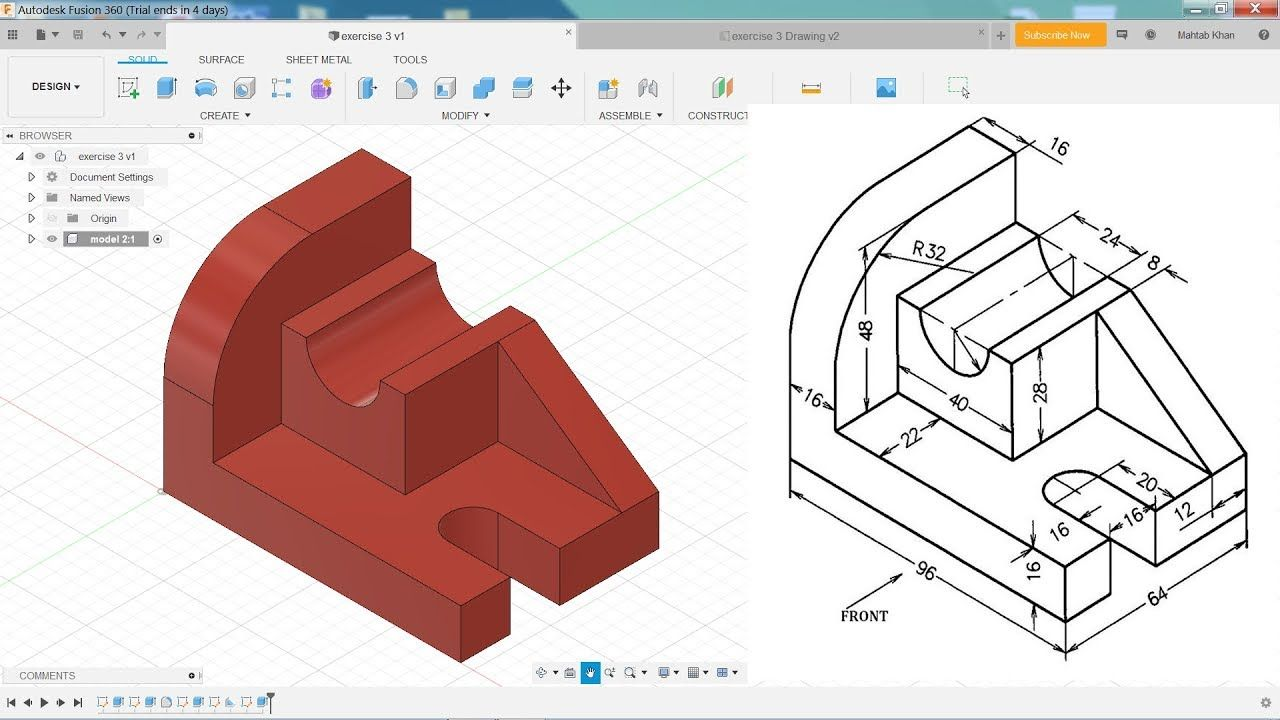 Autodesk Fusion 360 (Trial ends in 4 days)
exercise 3 v1
exercise 3 Drawing v2
Subscribe Now
Mahtab Khan
DESIGN
SOLID
SURFACE
SHEET METAL
TOOLS
CREATE
MODIFY
ASSEMBLE
CONSTRUCT
BROWSER
exercise 3 v1
Document Settings
Named Views
Origin
model 2:1
16
24
8
R32
48
16
40
28
22
20
16
16
12
16
96
64
FRONT
COMMENTS